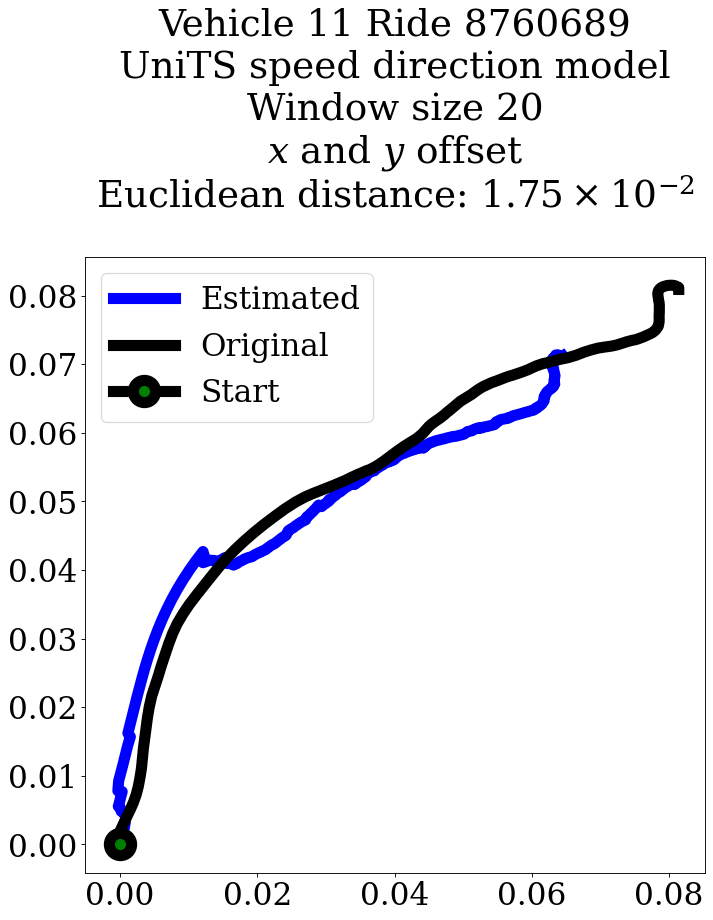 Vehicle 11 Ride 8760689
UniTS speed direction model
Window size 20
x and y offset
Euclidean distance: 1.75 × 10⁻²
Estimated
Original
Start
0.08
0.07
0.06
0.05
0.04
0.03
0.02
0.01
0.00
0.00 0.02 0.04 0.06 0.08